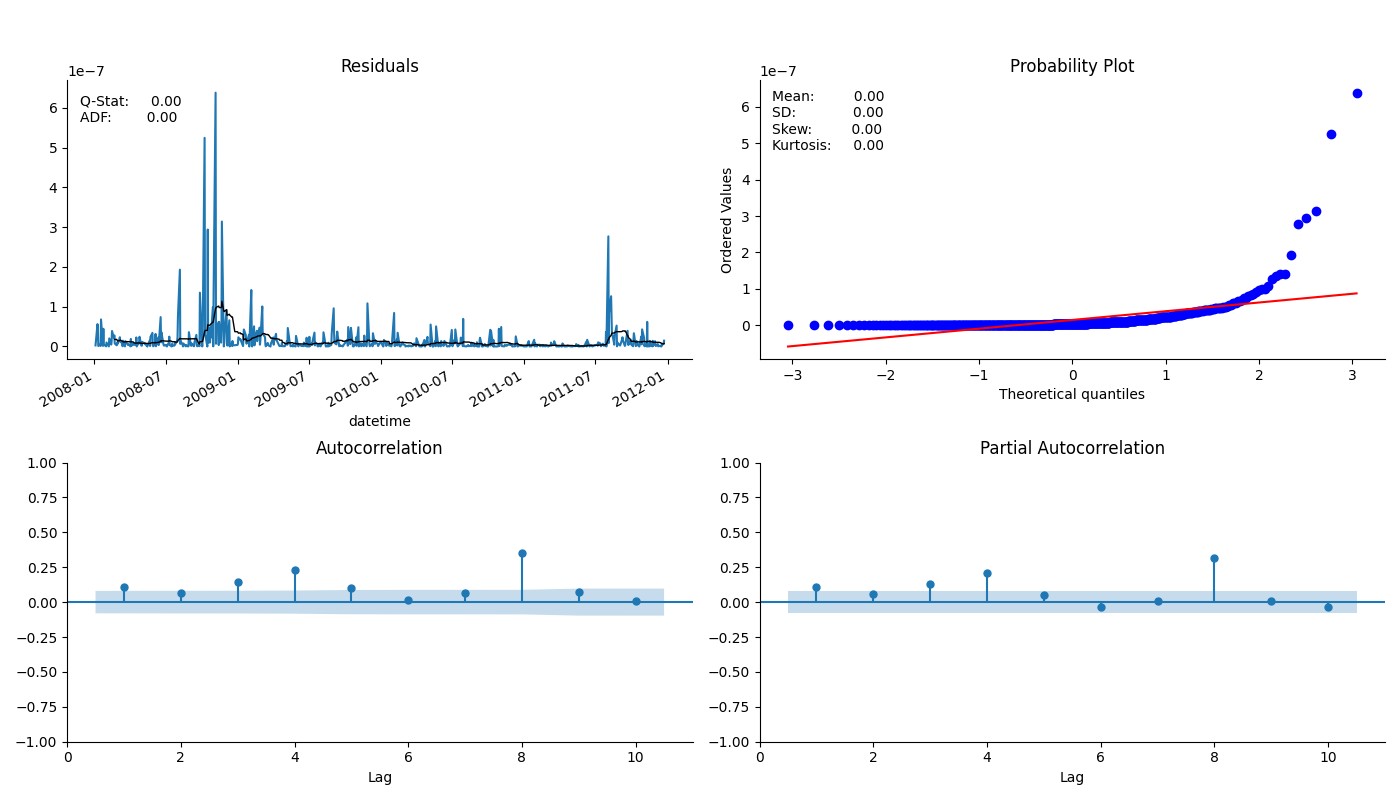 Residuals
1e−7
Q-Stat: 0.00
ADF: 0.00
6
5
4
3
2
1
0
2008-01 2008-07 2009-01 2009-07 2010-01 2010-07 2011-01 2011-07 2012-01
datetime
Probability Plot
1e−7
Mean: 0.00
SD: 0.00
Skew: 0.00
Kurtosis: 0.00
Ordered Values
6
5
4
3
2
1
0
−3 −2 −1 0 1 2 3
Theoretical quantiles
Autocorrelation
1.00
0.75
0.50
0.25
0.00
−0.25
−0.50
−0.75
−1.00
0 2 4 6 8 10
Lag
Partial Autocorrelation
1.00
0.75
0.50
0.25
0.00
−0.25
−0.50
−0.75
−1.00
0 2 4 6 8 10
Lag